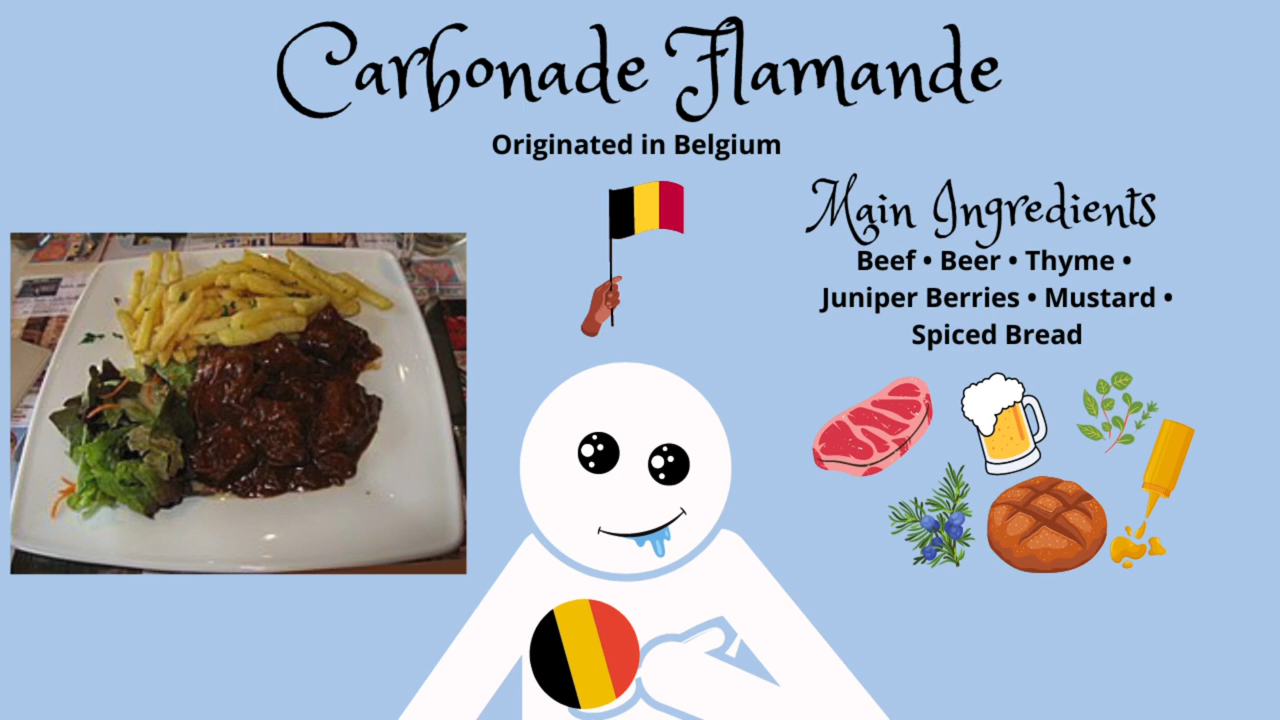 Carbonade Flamande
Originated in Belgium
Main Ingredients
Beef • Beer • Thyme •
Juniper Berries • Mustard •
Spiced Bread